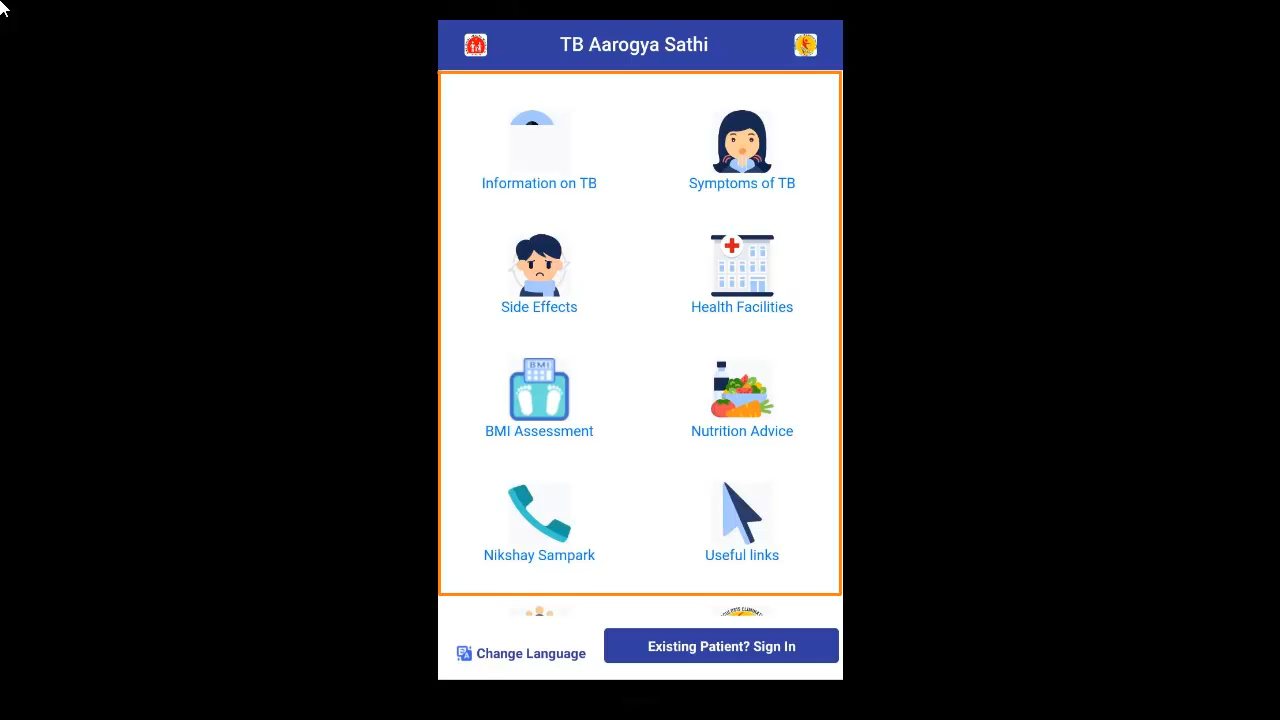 TB Aarogya Sathi
Information on TB
Symptoms of TB
Side Effects
Health Facilities
BMI
BMI Assessment
Nutrition Advice
Nikshay Sampark
Useful links
Change Language
Existing Patient? Sign In